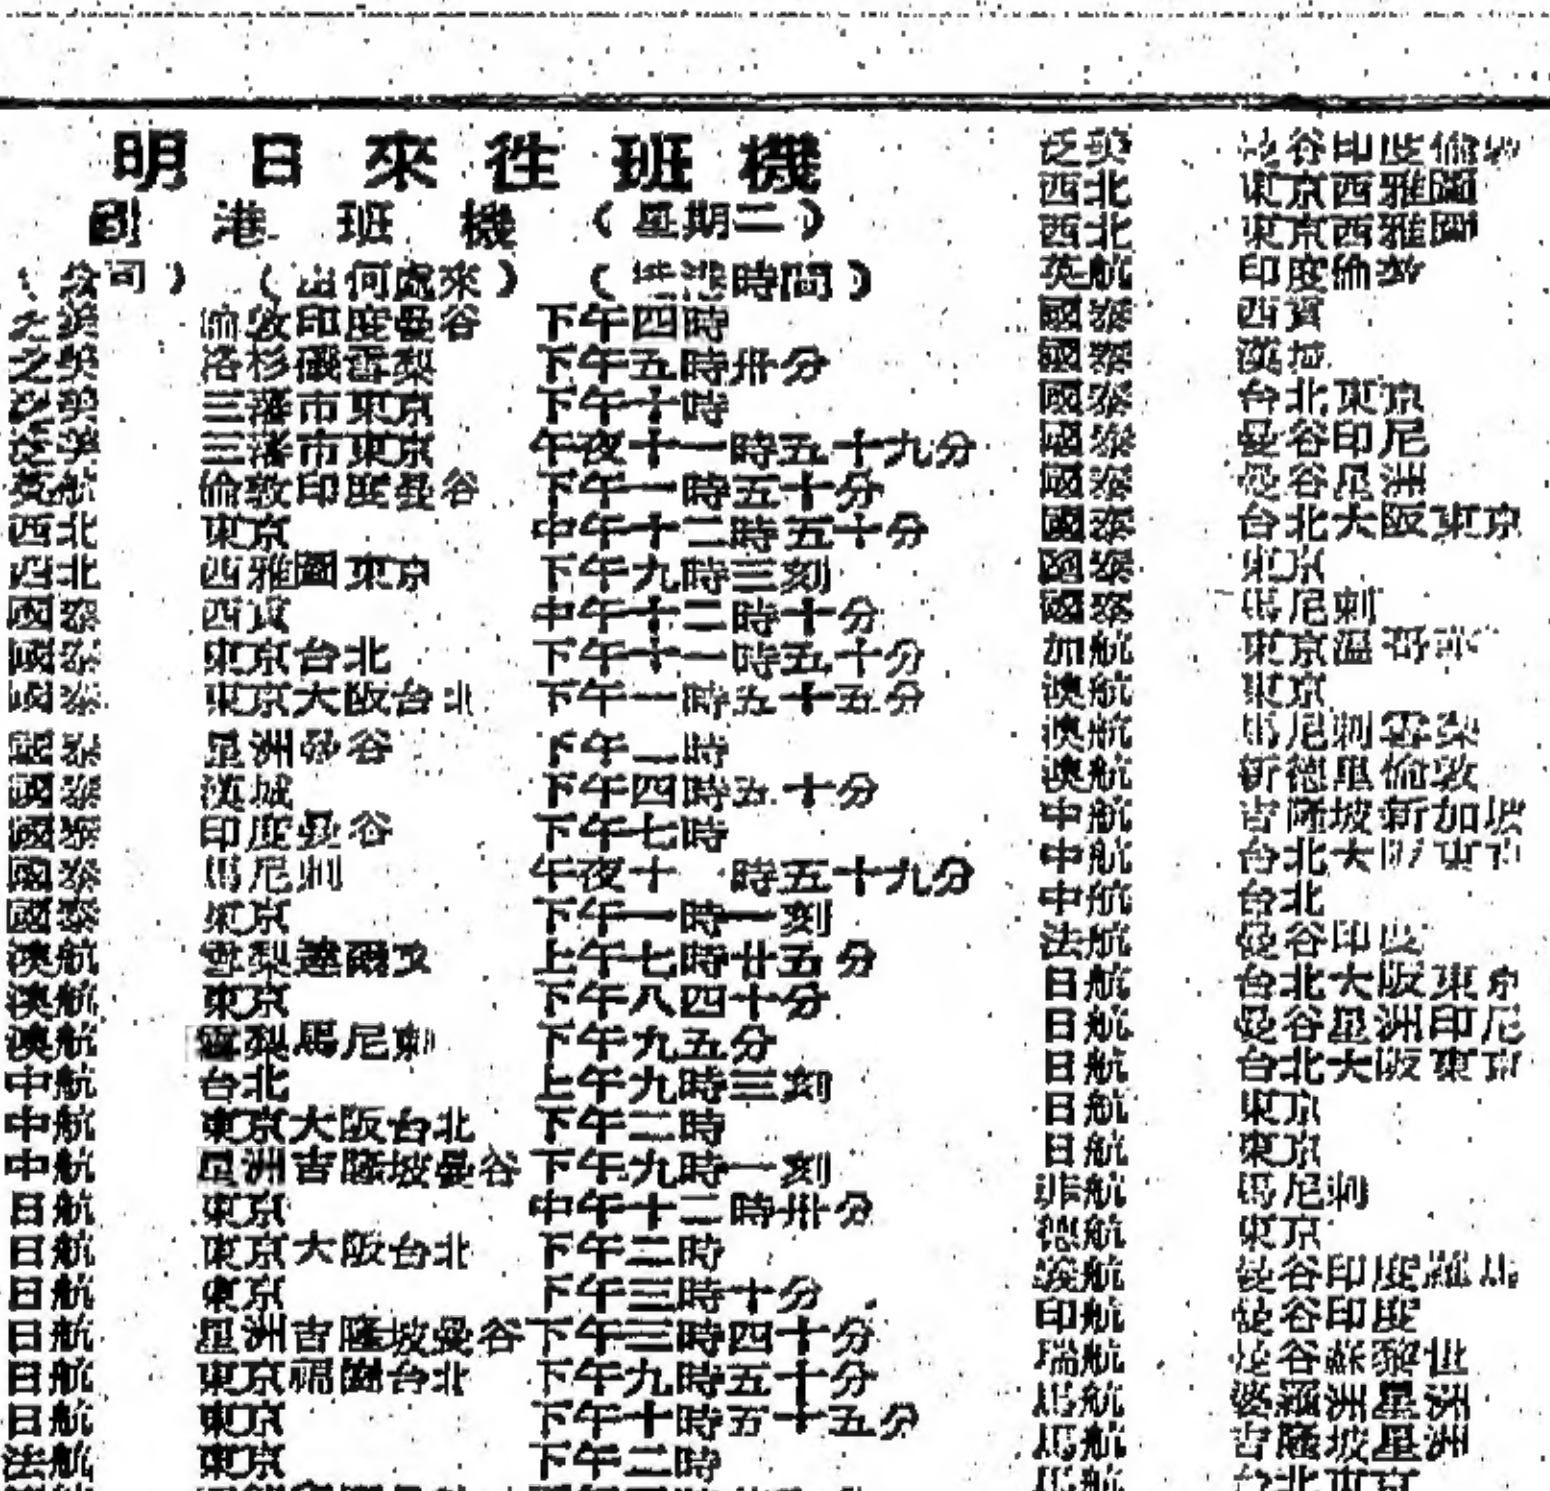 明日來往班機
到港班機（星期二）
（公司）（由何處來）（抵港時間）
泛美 倫敦印度曼谷 下午四時
泛美 洛杉磯雪梨 下午五時卅分
泛美 三藩市東京 下午十時
泛美 三藩市東京 午夜十一時五十九分
英航 倫敦印度曼谷 下午一時五十分
西北 東京 中午十二時五十分
西北 西雅圖東京 下午九時三刻
國泰 西貢 中午十二時十分
國泰 東京台北 下午十一時五十分
國泰 東京大阪台北 下午一時五十五分
國泰 星洲曼谷 下午二時
國泰 漢城 下午四時五十分
國泰 印度曼谷 下午七時
國泰 馬尼剌 午夜十 時五十九分
國泰 東京 下午一時一刻
澳航 雪梨達爾文 上午七時廿五分
澳航 東京 下午八四十分
澳航 雪梨馬尼剌 下午九五分
中航 台北 上午九時三刻
中航 東京大阪台北 下午二時
中航 星洲吉隆坡曼谷 下午九時一刻
日航 東京 中午十二時卅分
日航 東京大阪台北 下午二時
日航 東京 下午三時十分
日航 星洲吉隆坡曼谷 下午三時四十分
日航 東京福岡台北 下午九時五十分
日航 東京 下午十時五十五分
法航 東京 下午二時
泛美 曼谷印度倫敦
西北 東京西雅圖
西北 東京西雅圖
英航 印度倫敦
國泰 西貢
國泰 漢城
國泰 台北東京
國泰 曼谷印尼
國泰 曼谷星洲
國泰 台北大阪東京
國泰 東京
國泰 馬尼剌
加航 東京溫哥華
澳航 東京
澳航 馬尼剌雪梨
澳航 新德里倫敦
中航 吉隆坡新加坡
中航 台北大阪東京
中航 台北
法航 曼谷印度
日航 台北大阪東京
日航 曼谷星洲印尼
日航 台北大阪東京
日航 東京
日航 東京
菲航 馬尼剌
德航 東京
曼谷印度羅馬
印航 曼谷印度
瑞航 曼谷蘇黎世
馬航 婆羅洲星洲
馬航 吉隆坡星洲
馬航 台北東京